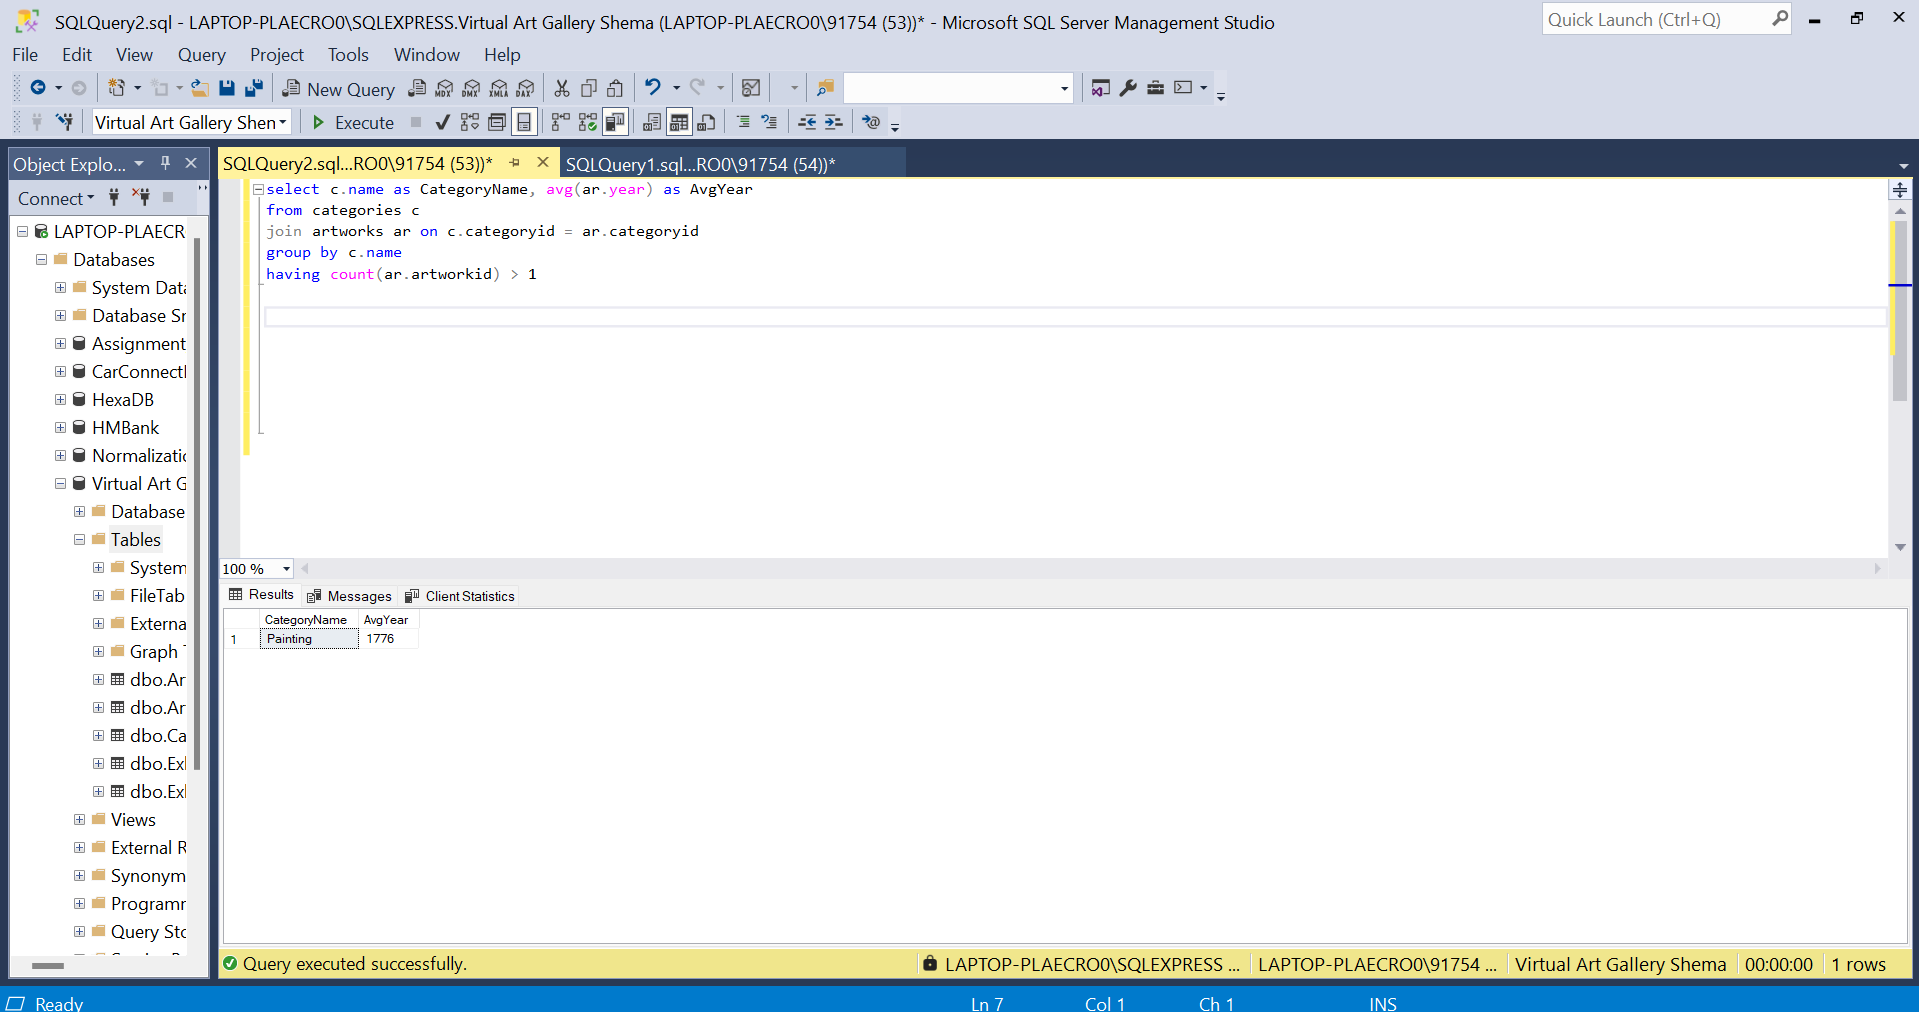 SQLQuery2.sql - LAPTOP-PLAECRO0\SQLEXPRESS.Virtual Art Gallery Shema (LAPTOP-PLAECRO0\91754 (53))* - Microsoft SQL Server Management Studio
Quick Launch (Ctrl+Q)
File Edit View Query Project Tools Window Help
New Query MDX DMX XMLA DAX
Virtual Art Gallery Shen Execute
Object Explo...
SQLQuery2.sql...RO0\91754 (53))* SQLQuery1.sql...RO0\91754 (54))*
Connect
LAPTOP-PLAECR
Databases
System Data
Database Sn
Assignment
CarConnectI
HexaDB
HMBank
Normalizatio
Virtual Art G
Database
Tables
System
FileTab
Externa
Graph
dbo.Ar
dbo.Ar
dbo.Ca
dbo.Exl
dbo.Exl
Views
External R
Synonym
Programr
Query Sto
select c.name as CategoryName, avg(ar.year) as AvgYear
from categories c
join artworks ar on c.categoryid = ar.categoryid
group by c.name
having count(ar.artworkid) > 1
100 %
Results Messages Client Statistics
CategoryName AvgYear
1 Painting 1776
Query executed successfully.
LAPTOP-PLAECRO0\SQLEXPRESS ... LAPTOP-PLAECRO0\91754 ... Virtual Art Gallery Shema 00:00:00 1 rows
Ready Ln 7 Col 1 Ch 1 INS